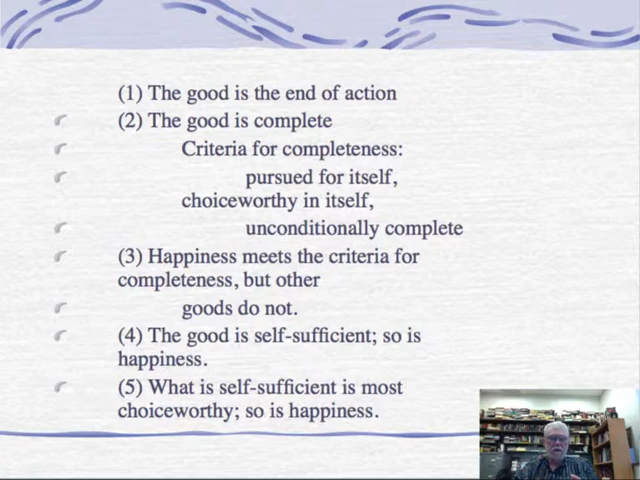 (1) The good is the end of action
(2) The good is complete
Criteria for completeness:
pursued for itself,
choiceworthy in itself,
unconditionally complete
(3) Happiness meets the criteria for
completeness, but other
goods do not.
(4) The good is self-sufficient; so is
happiness.
(5) What is self-sufficient is most
choiceworthy; so is happiness.